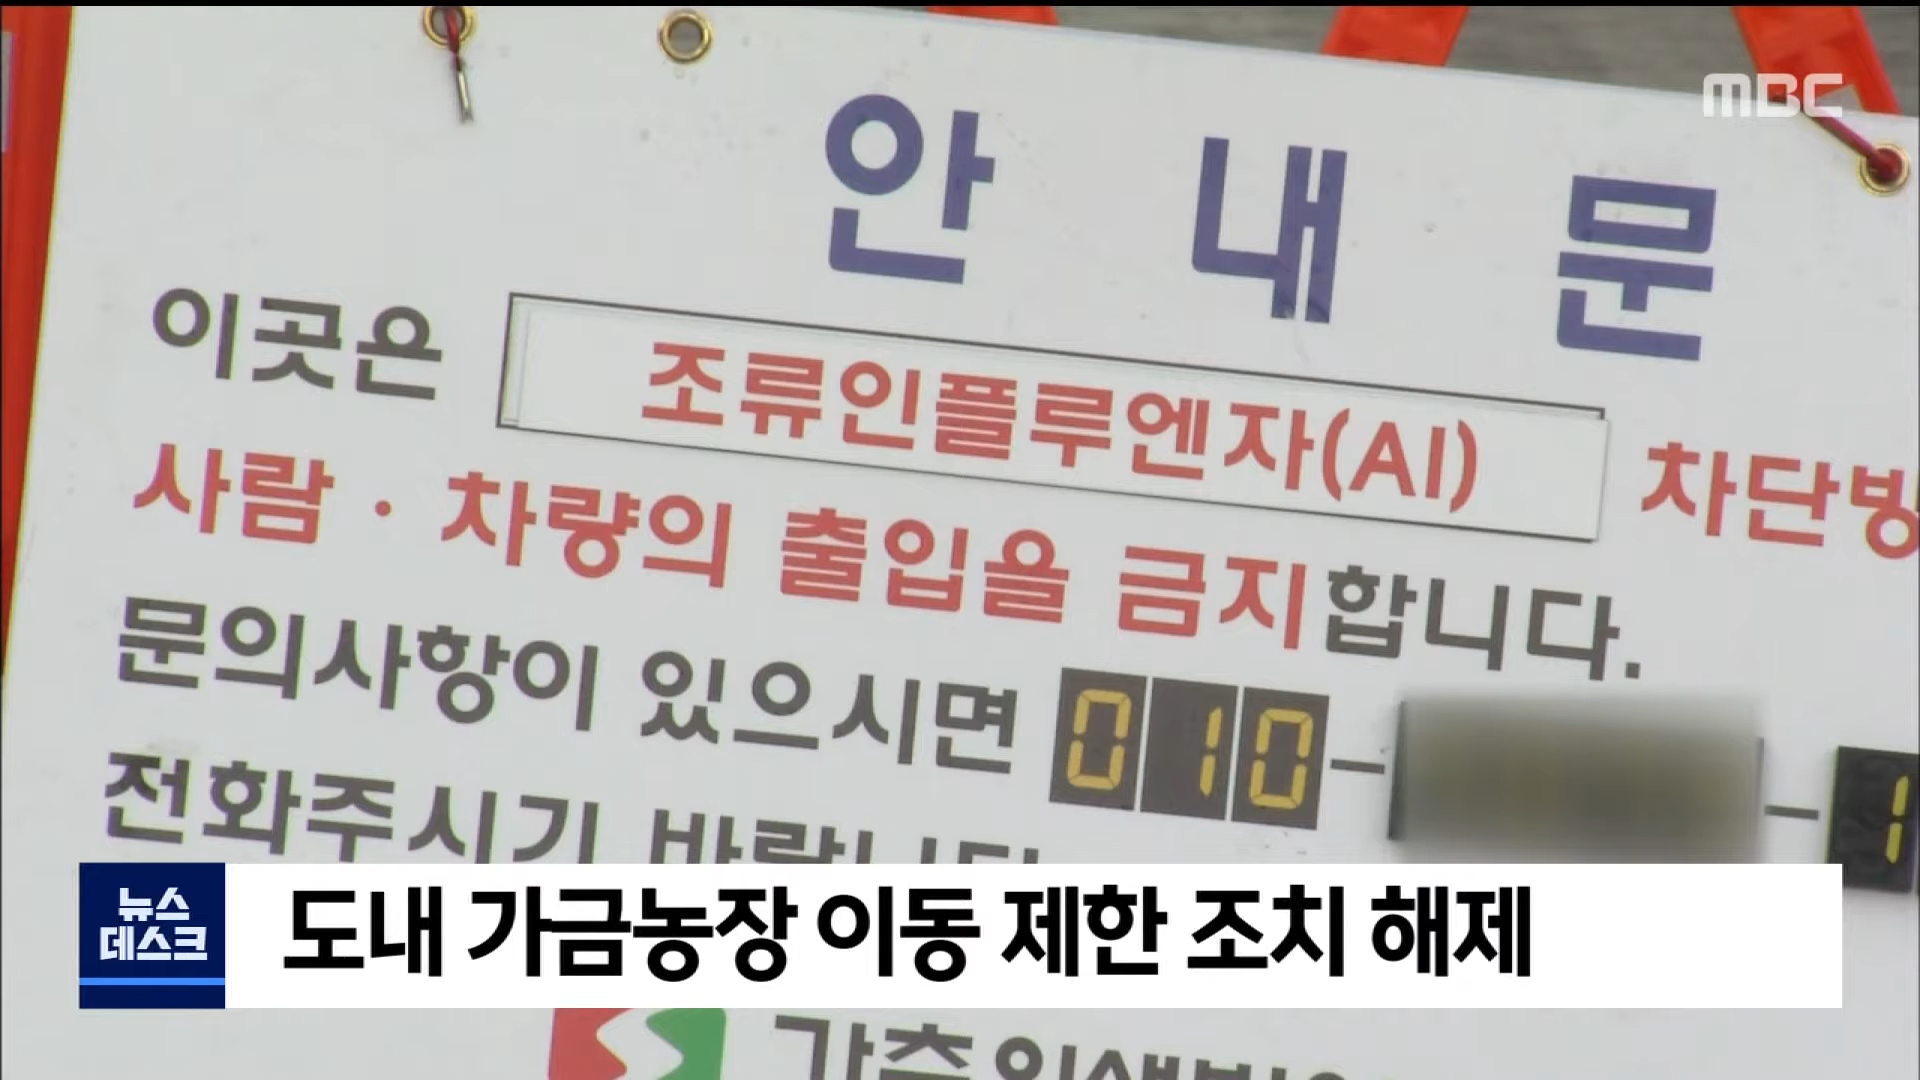 MBC
안 내 문
이곳은 조류인플루엔자(AI)
사람 · 차량의 출입을 금지합니다.
문의사항이 있으시면 010- -1
전화주시기
뉴스
데스크
도내 가금농장 이동 제한 조치 해제